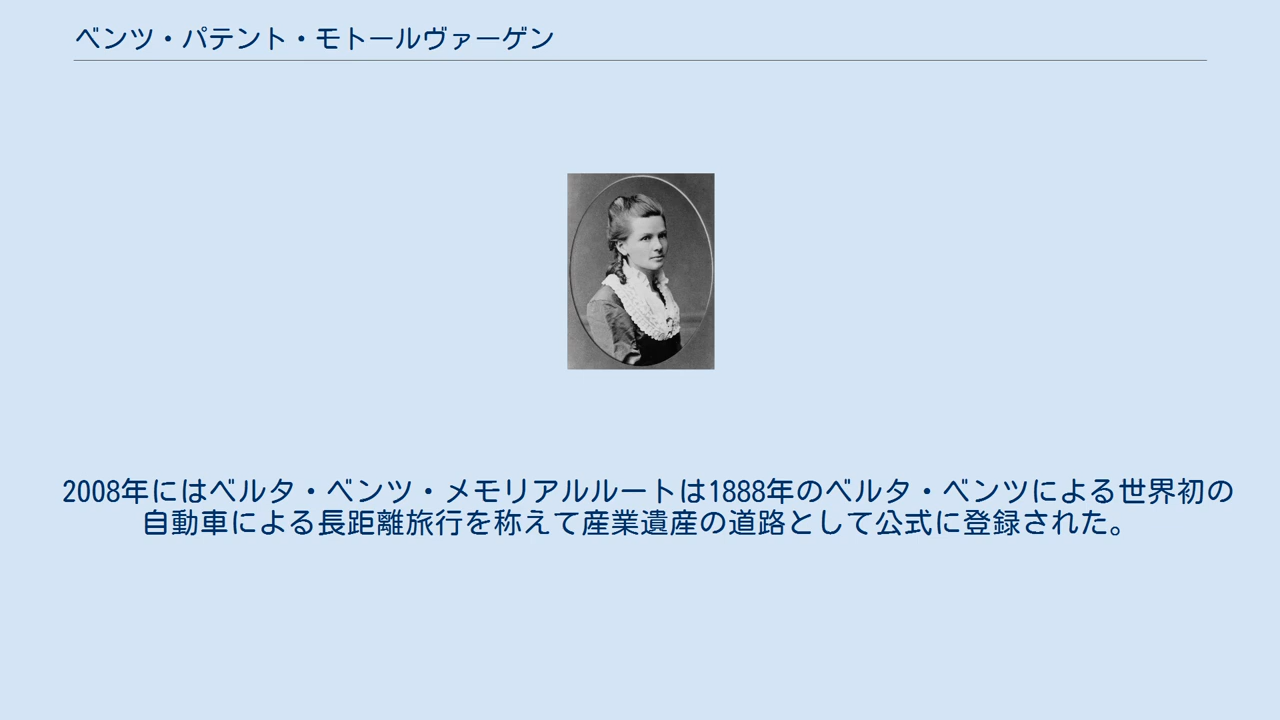 ベンツ・パテント・モトールヴァーゲン
2008年にはベルタ・ベンツ・メモリアルルートは1888年のベルタ・ベンツによる世界初の
自動車による長距離旅行を称えて産業遺産の道路として公式に登録された。